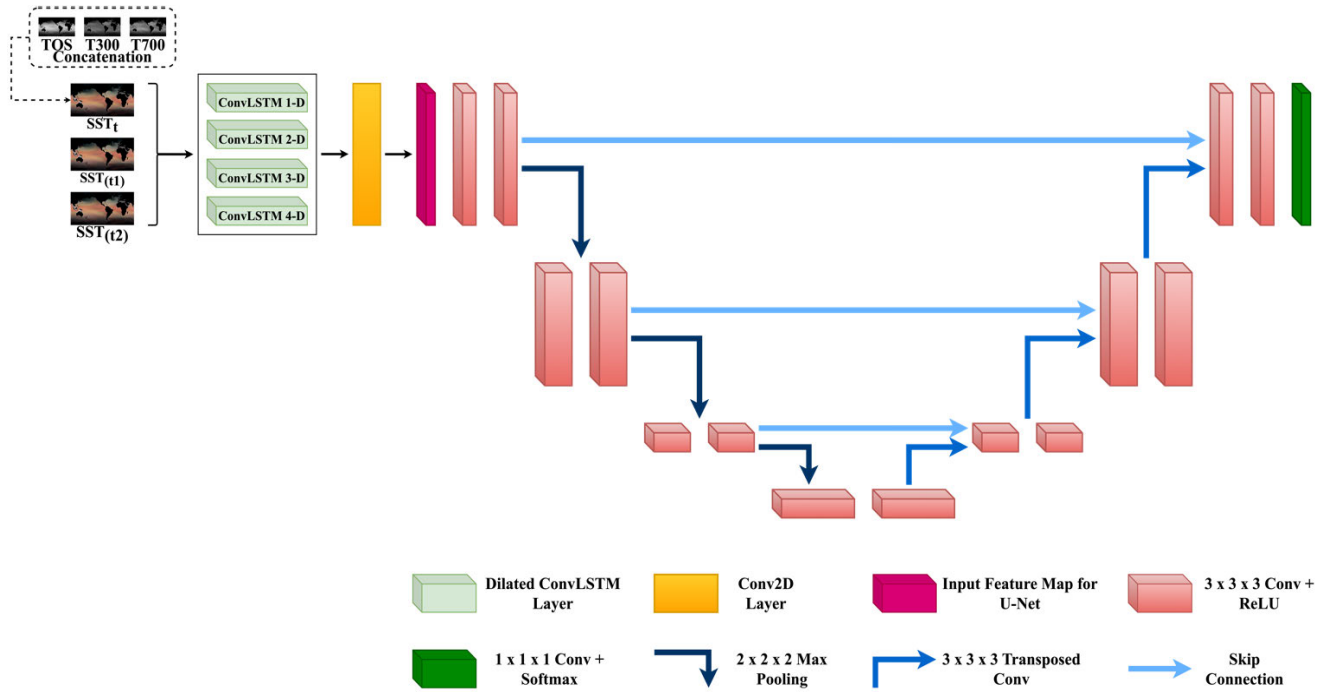 TOS T300 T700
Concatenation
SSTt
SST(t1)
SST(t2)
ConvLSTM 1-D
ConvLSTM 2-D
ConvLSTM 3-D
ConvLSTM 4-D
Dilated ConvLSTM
Layer
Conv2D
Layer
Input Feature Map for
U-Net
3 x 3 x 3 Conv +
ReLU
1 x 1 x 1 Conv +
Softmax
2 x 2 x 2 Max
Pooling
3 x 3 x 3 Transposed
Conv
Skip
Connection